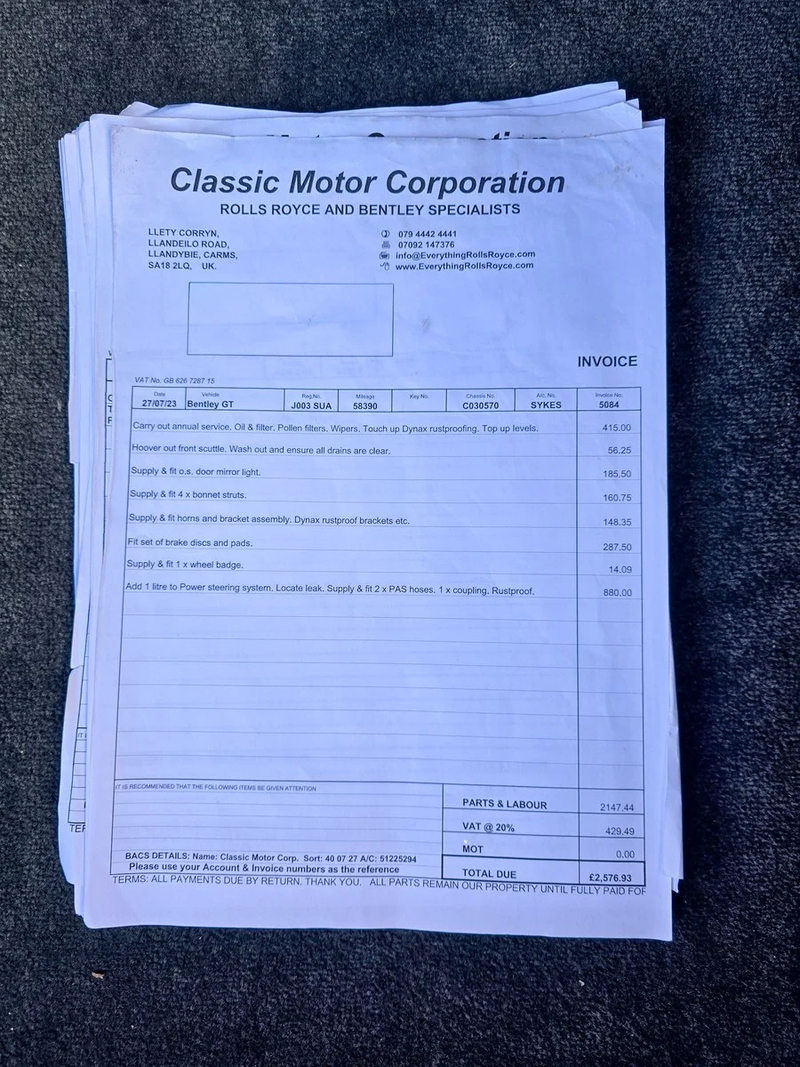 Classic Motor Corporation
ROLLS ROYCE AND BENTLEY SPECIALISTS
LLETY CORRYN,
LLANDEILO ROAD,
LLANDYBIE, CARMS,
SA18 2LQ, UK.
079 4442 4441
07092 147376
info@EverythingRollsRoyce.com
www.EverythingRollsRoyce.com
INVOICE
VAT No. GB 626 7287 15
Date Vehicle Reg.No. Mileage Key No. Chassis No. A/c. No. Invoice No.
27/07/23 Bentley GT J003 SUA 58390 C030570 SYKES 5084
Carry out annual service. Oil & filter. Pollen filters. Wipers. Touch up Dynax rustproofing. Top up levels. 415.00
Hoover out front scuttle. Wash out and ensure all drains are clear. 56.25
Supply & fit o.s. door mirror light. 185.50
Supply & fit 4 x bonnet struts. 160.75
Supply & fit horns and bracket assembly. Dynax rustproof brackets etc. 148.35
Fit set of brake discs and pads. 287.50
Supply & fit 1 x wheel badge. 14.09
Add 1 litre to Power steering system. Locate leak. Supply & fit 2 x PAS hoses. 1 x coupling. Rustproof. 880.00
IT IS RECOMMENDED THAT THE FOLLOWING ITEMS BE GIVEN ATTENTION
PARTS & LABOUR 2147.44
VAT @ 20% 429.49
MOT 0.00
BACS DETAILS: Name: Classic Motor Corp. Sort: 40 07 27 A/C: 51225294
Please use your Account & Invoice numbers as the reference
TOTAL DUE £2,576.93
TERMS: ALL PAYMENTS DUE BY RETURN. THANK YOU. ALL PARTS REMAIN OUR PROPERTY UNTIL FULLY PAID FOR